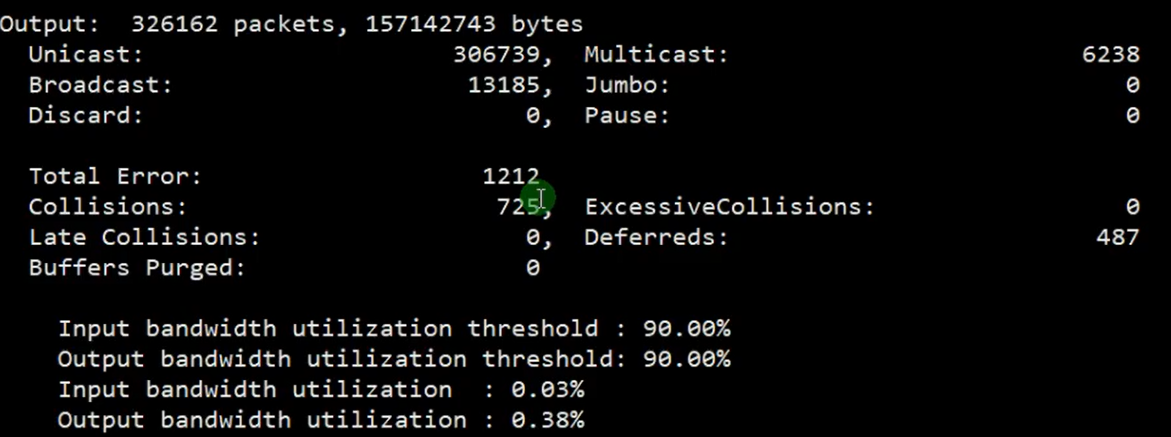 Output: 326162 packets, 157142743 bytes
Unicast: 306739, Multicast: 6238
Broadcast: 13185, Jumbo: 0
Discard: 0, Pause: 0
Total Error: 1212
Collisions: 725, ExcessiveCollisions: 0
Late Collisions: 0, Deferreds: 487
Buffers Purged: 0
Input bandwidth utilization threshold : 90.00%
Output bandwidth utilization threshold: 90.00%
Input bandwidth utilization : 0.03%
Output bandwidth utilization : 0.38%